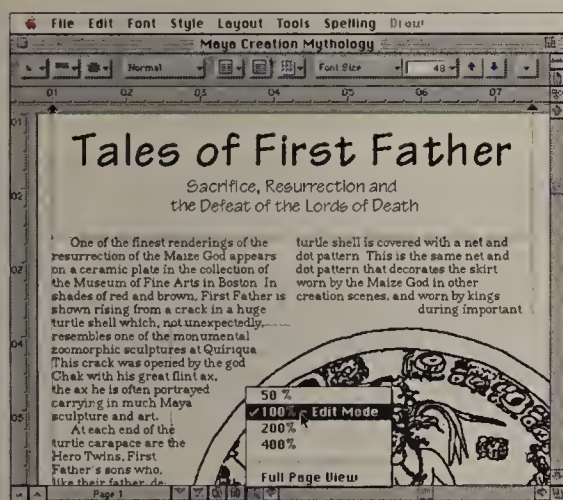 File Edit Font Style Layout Tools Spelling Draw
Maya Creation Mythology
Normal Font Size 48
01 02 03 04 05 06 07
Tales of First Father
Sacrifice, Resurrection and
the Defeat of the Lords of Death
One of the finest renderings of the
resurrection of the Maize God appears
on a ceramic plate in the collection of
the Museum of Fine Arts in Boston In
shades of red and brown, First Father is
shown rising from a crack in a huge
turtle shell which, not unexpectedly,
resembles one of the monumental
zoomorphic sculptures at Quiriqua
This crack was opened by the god
Chak with his great flint ax,
the ax he is often portrayed
carrying in much Maya
sculpture and art.
At each end of the
turtle carapace are the
Hero Twins, First
Father's sons who,
like their father, de-
turtle shell is covered with a net and
dot pattern This is the same net and
dot pattern that decorates the skirt
worn by the Maize God in other
creation scenes, and worn by kings
during important
50 %
✓100% - Edit Mode
200%
400%
Full Page View
01
02
02
04
05
Page 1